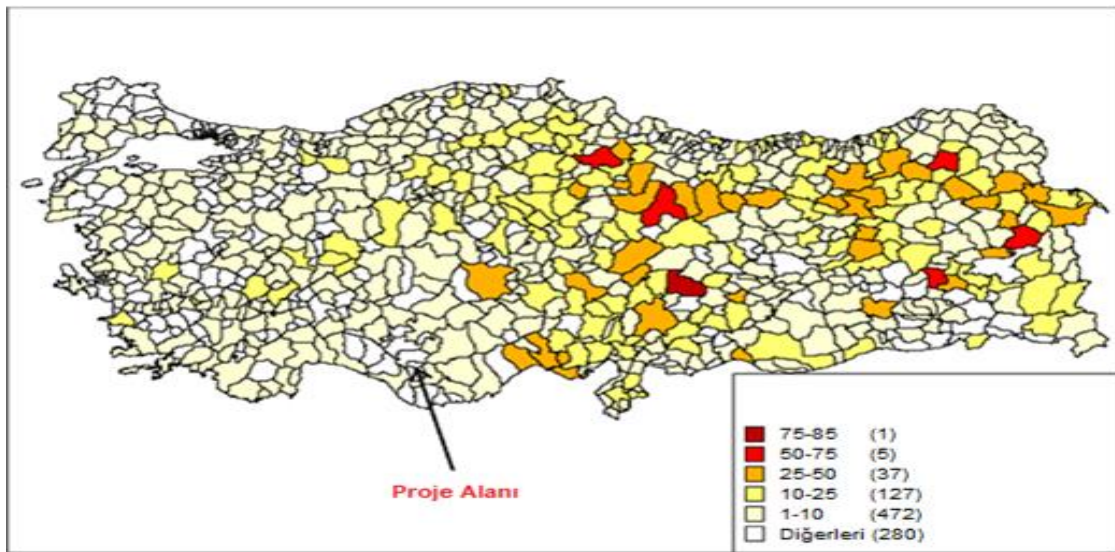 Proje Alanı
75-85 (1)
50-75 (5)
25-50 (37)
10-25 (127)
1-10 (472)
Diğerleri (280)